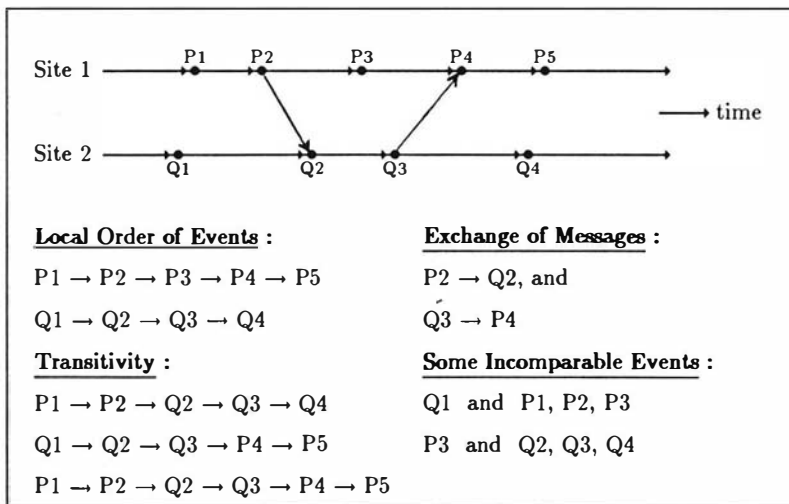 P1 P2 P3 P4 P5
Site 1
time
Site 2
Q1 Q2 Q3 Q4
Local Order of Events :
P1 → P2 → P3 → P4 → P5
Q1 → Q2 → Q3 → Q4
Exchange of Messages :
P2 → Q2, and
Q3 → P4
Transitivity :
P1 → P2 → Q2 → Q3 → Q4
Q1 → Q2 → Q3 → P4 → P5
P1 → P2 → Q2 → Q3 → P4 → P5
Some Incomparable Events :
Q1 and P1, P2, P3
P3 and Q2, Q3, Q4